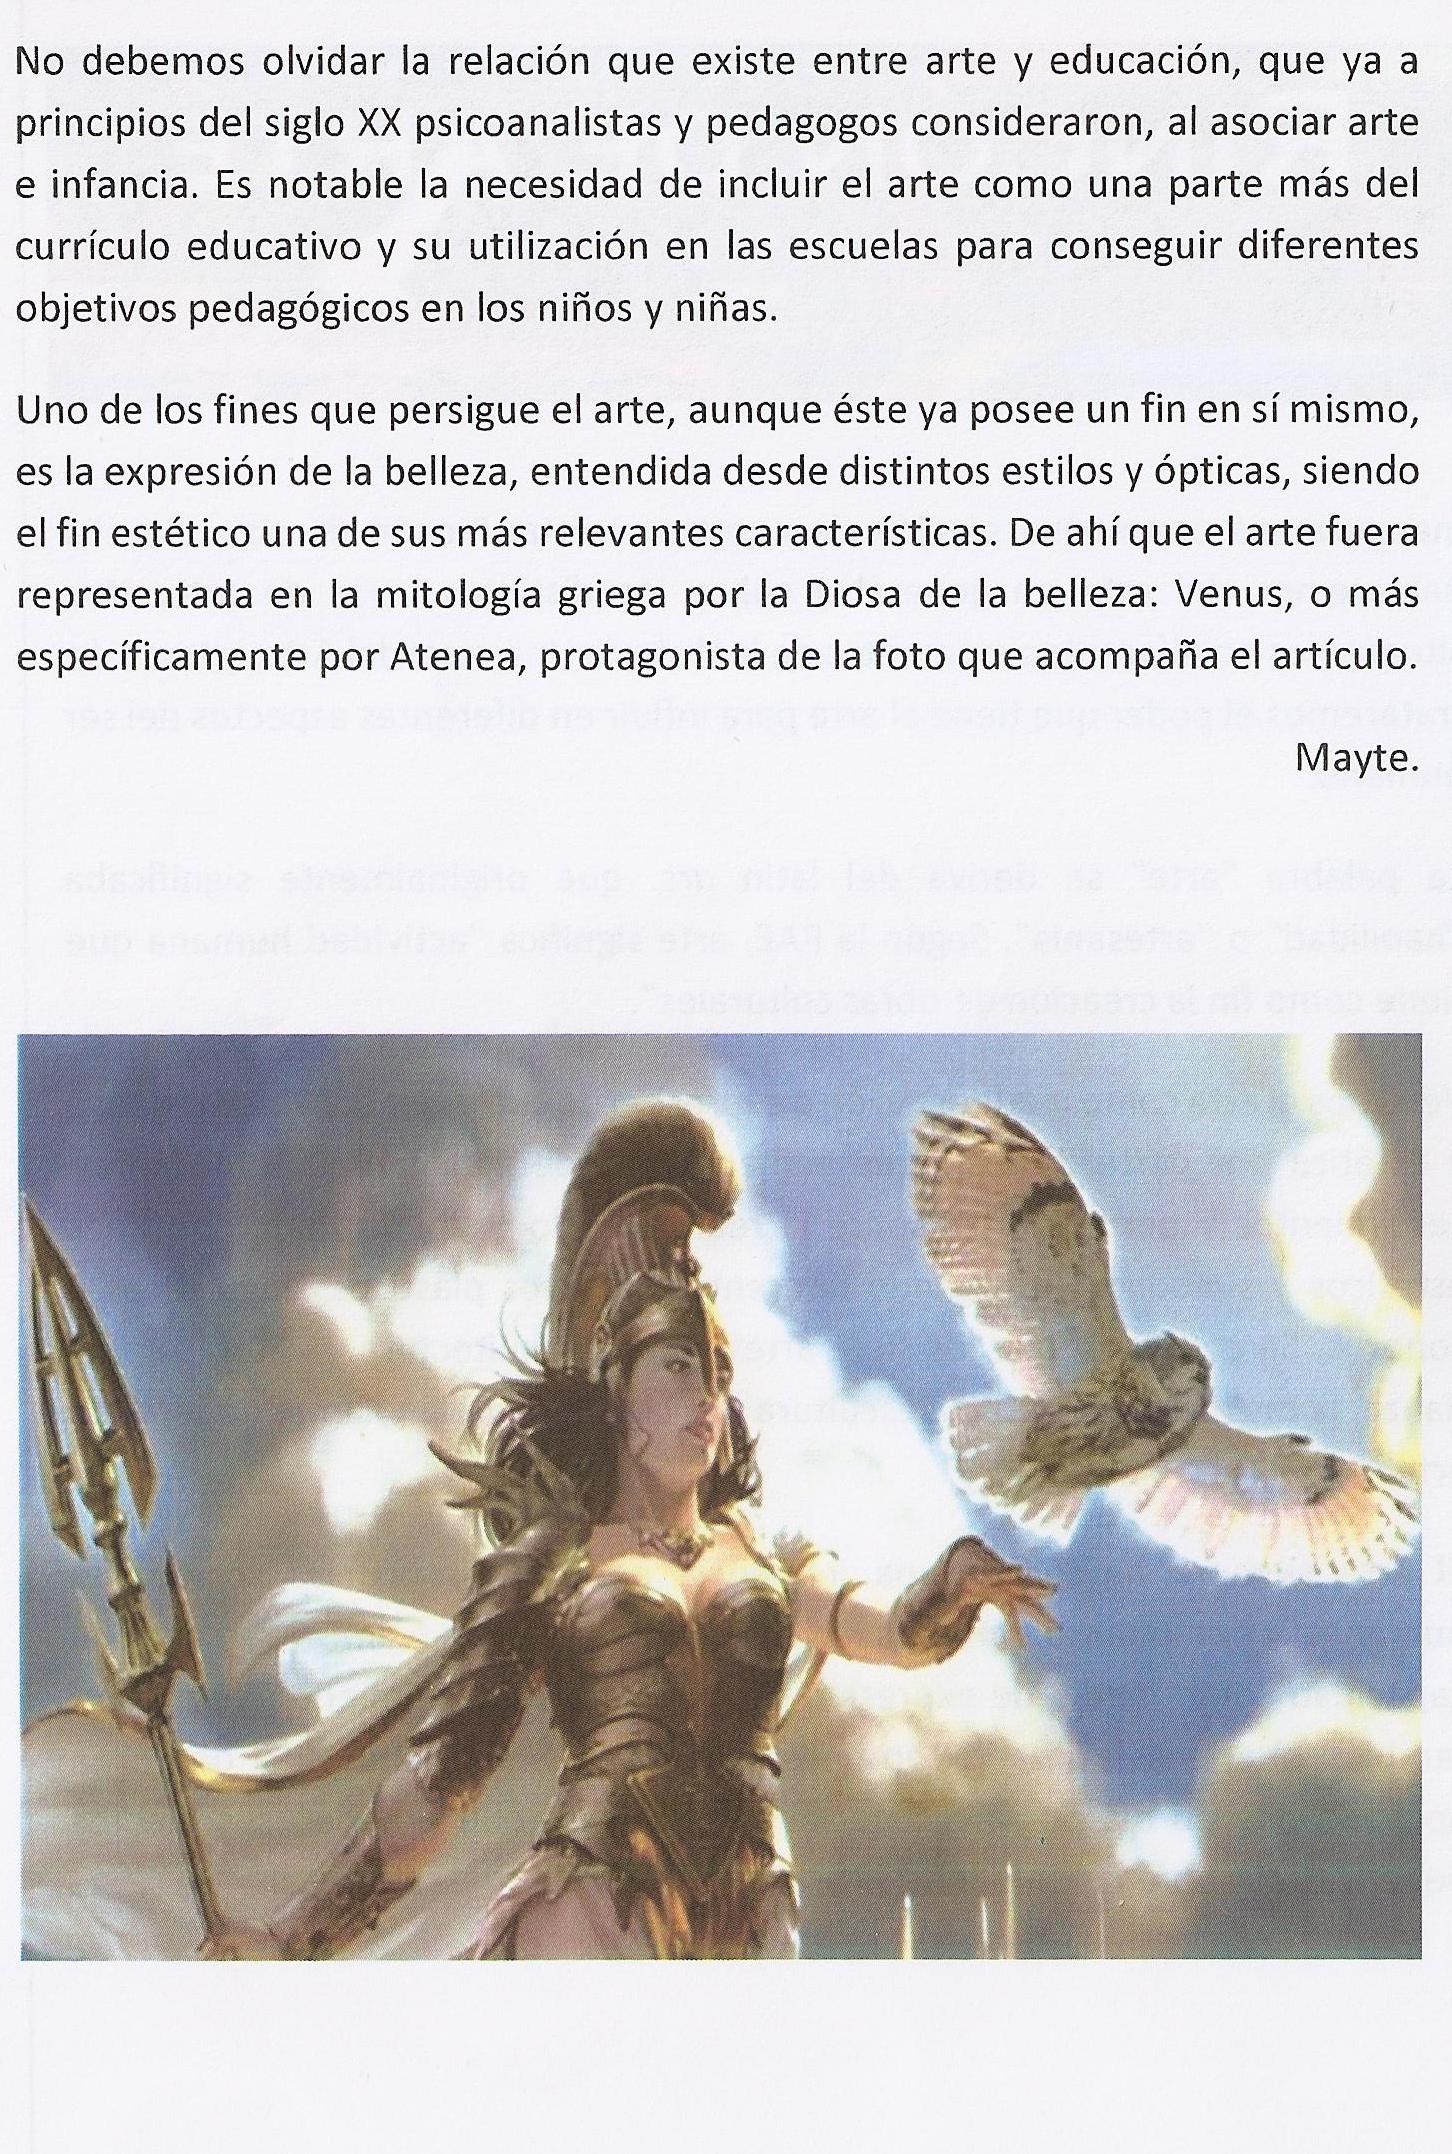 No debemos olvidar la relación que existe entre arte y educación, que ya a
principios del siglo XX psicoanalistas y pedagogos consideraron, al asociar arte
e infancia. Es notable la necesidad de incluir el arte como una parte más del
currículo educativo y su utilización en las escuelas para conseguir diferentes
objetivos pedagógicos en los niños y niñas.
Uno de los fines que persigue el arte, aunque éste ya posee un fin en sí mismo,
es la expresión de la belleza, entendida desde distintos estilos y ópticas, siendo
el fin estético una de sus más relevantes características. De ahí que el arte fuera
representada en la mitología griega por la Diosa de la belleza: Venus, o más
específicamente por Atenea, protagonista de la foto que acompaña el artículo.
Mayte.